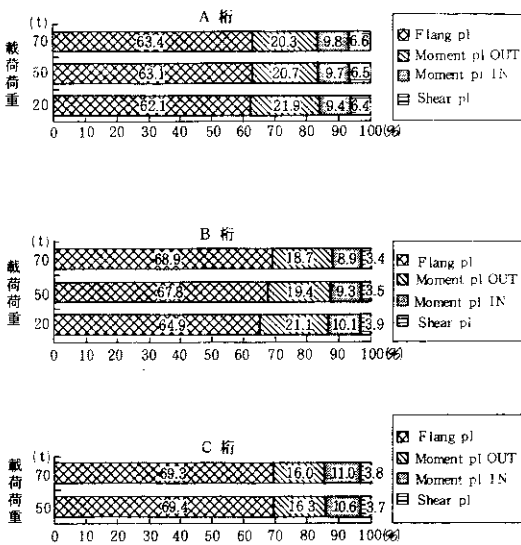 A 桁
(t)
載荷荷重
70 63.4 20.3 9.8 6.6
50 63.1 20.7 9.7 6.5
20 62.1 21.9 9.4 6.4
0 10 20 30 40 50 60 70 80 90 100(%)
Flang pl
Moment pl OUT
Moment pl IN
Shear pl
B 桁
(t)
載荷荷重
70 68.9 18.7 8.9 3.4
50 67.8 19.4 9.3 3.5
20 64.9 21.1 10.1 3.9
0 10 20 30 40 50 60 70 80 90 100(%)
Flang pl
Moment pl OUT
Moment pl IN
Shear pl
C 桁
(t)
載荷荷重
70 69.3 16.0 11.0 3.8
50 69.4 16.3 10.6 3.7
0 10 20 30 40 50 60 70 80 90 100(%)
Flang pl
Moment pl OUT
Moment pl IN
Shear pl